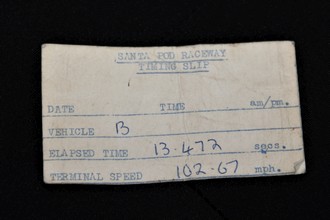 SANTA POD RACEWAY
TIMING SLIP
DATE TIME am/pm.
VEHICLE B
ELAPSED TIME 13.472 secs.
TERMINAL SPEED 102.67 mph.